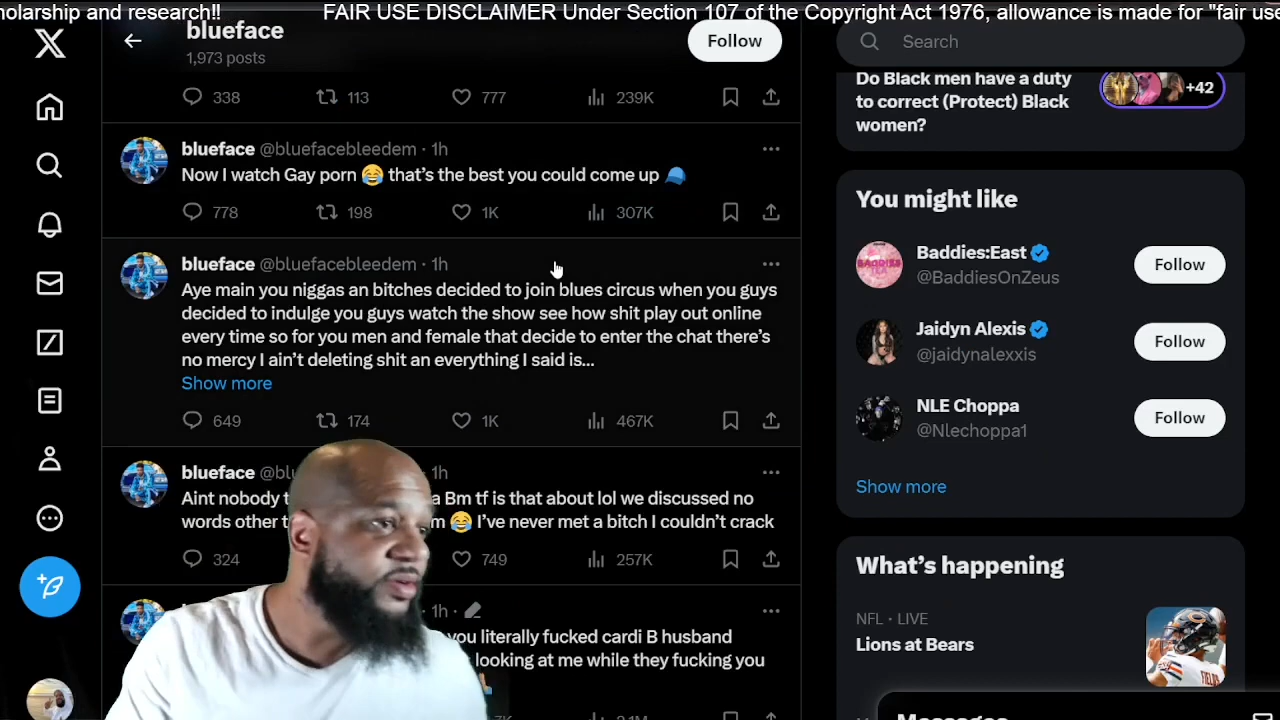 holarship and research!! FAIR USE DISCLAIMER Under Section 107 of the Copyright Act 1976, allowance is made for "fair use
blueface
1,973 posts
Follow
Search
338 113 777 239K
Do Black men have a duty
to correct (Protect) Black
women?
+42
blueface @bluefacebleedem · 1h
Now I watch Gay porn 😂 that's the best you could come up 🧢
778 198 1K 307K
blueface @bluefacebleedem · 1h
Aye main you niggas an bitches decided to join blues circus when you guys
decided to indulge you guys watch the show see how shit play out online
every time so for you men and female that decide to enter the chat there's
no mercy I ain't deleting shit an everything I said is...
Show more
649 174 1K 467K
blueface @blu 1h
Aint nobody t a Bm tf is that about lol we discussed no
words other t m 😂 I've never met a bitch I couldn't crack
324 749 257K
1h ·
you literally fucked cardi B husband
looking at me while they fucking you
You might like
Baddies:East
@BaddiesOnZeus
Follow
Jaidyn Alexis
@jaidynalexxis
Follow
NLE Choppa
@Nlechoppa1
Follow
Show more
What's happening
NFL · LIVE
Lions at Bears
Messages